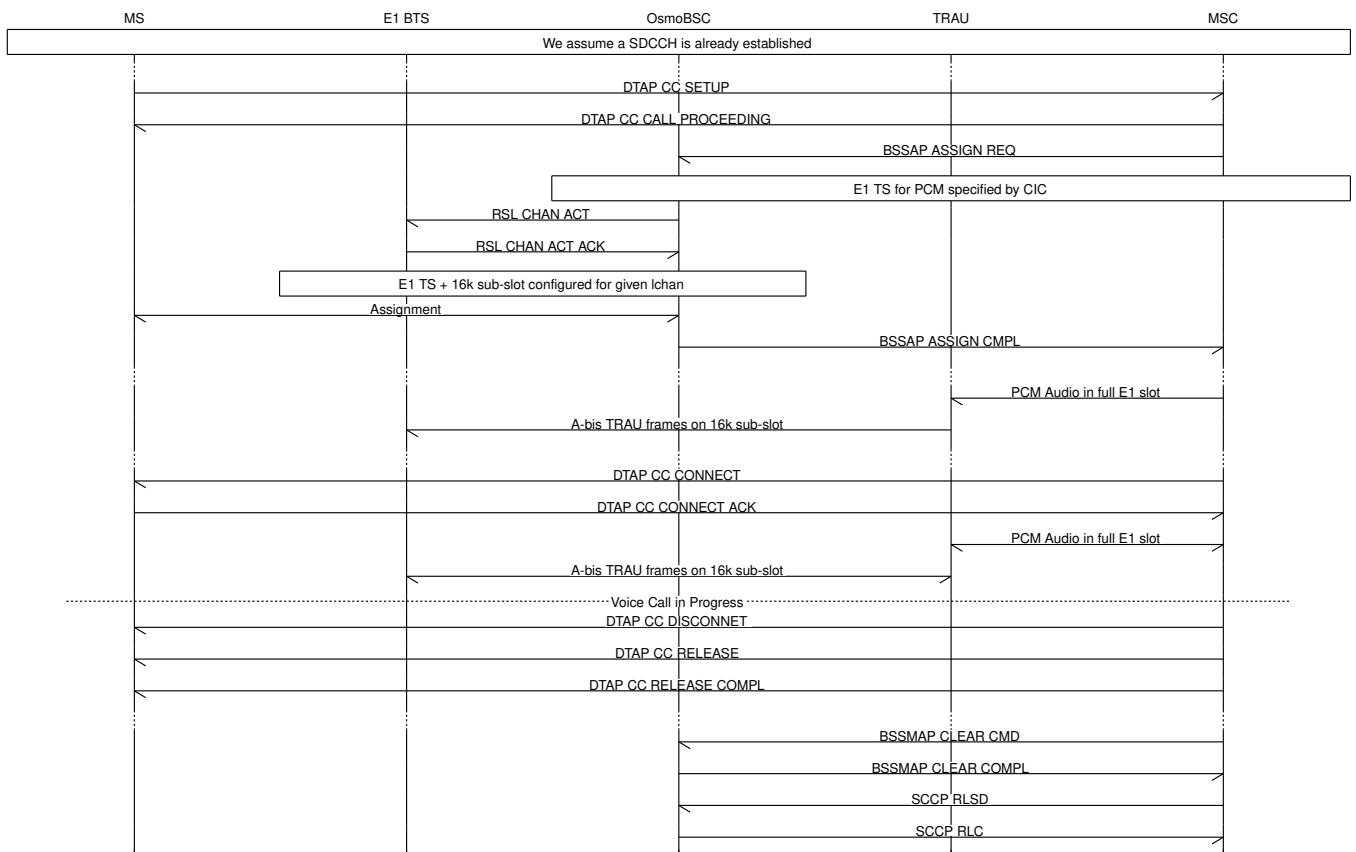 MS E1 BTS OsmoBSC TRAU MSC
We assume a SDCCH is already established
DTAP CC SETUP
DTAP CC CALL PROCEEDING
BSSAP ASSIGN REQ
E1 TS for PCM specified by CIC
RSL CHAN ACT
RSL CHAN ACT ACK
E1 TS + 16k sub-slot configured for given lchan
Assignment
BSSAP ASSIGN CMPL
PCM Audio in full E1 slot
A-bis TRAU frames on 16k sub-slot
DTAP CC CONNECT
DTAP CC CONNECT ACK
PCM Audio in full E1 slot
A-bis TRAU frames on 16k sub-slot
Voice Call in Progress
DTAP CC DISCONNET
DTAP CC RELEASE
DTAP CC RELEASE COMPL
BSSMAP CLEAR CMD
BSSMAP CLEAR COMPL
SCCP RLSD
SCCP RLC